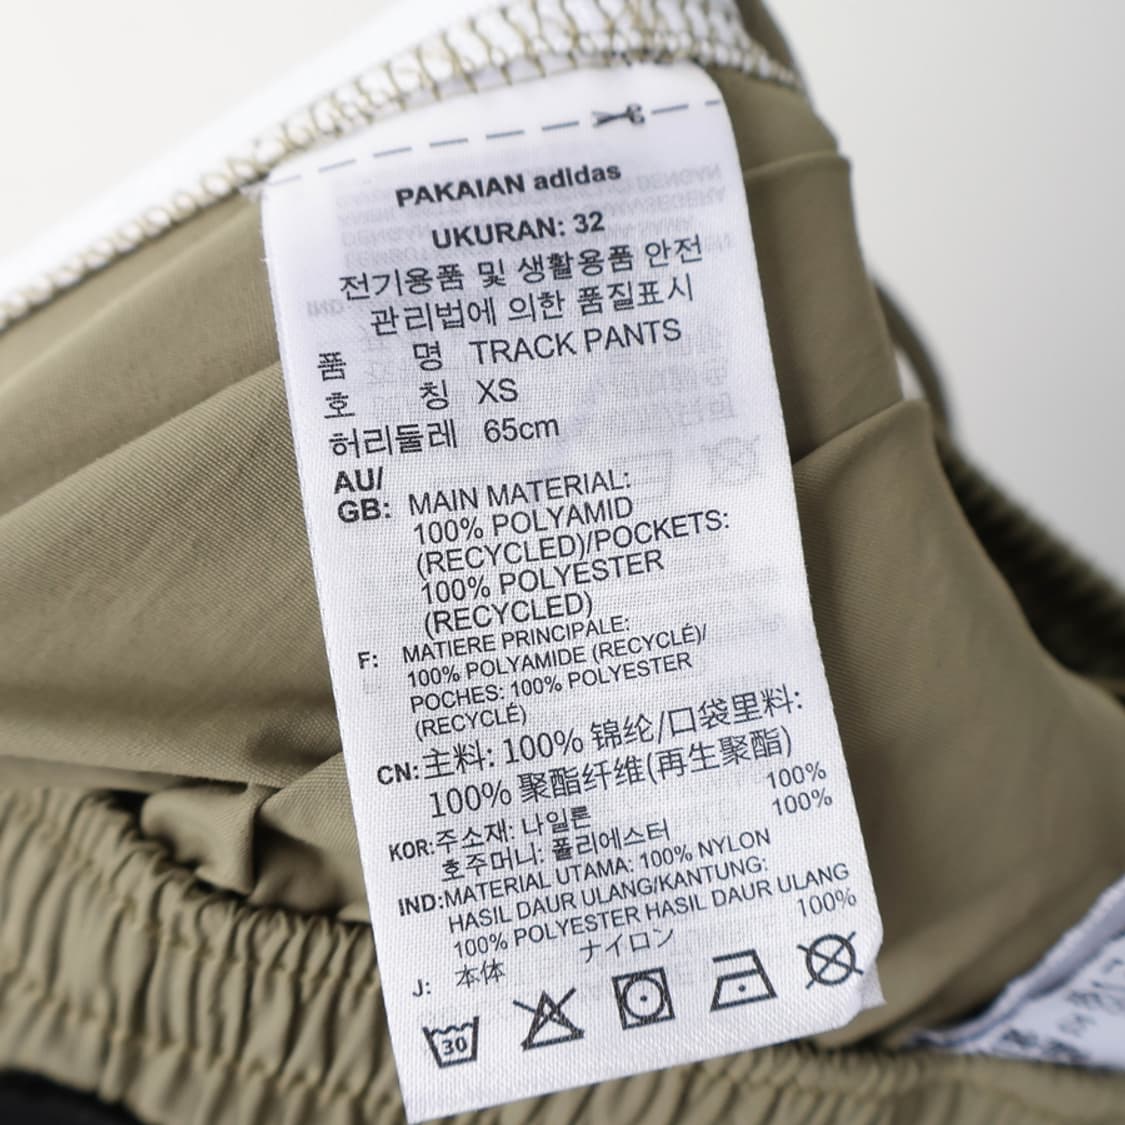 PAKAIAN adidas
UKURAN: 32
전기용품 및 생활용품 안전
관리법에 의한 품질표시
품 명 TRACK PANTS
호 칭 XS
허리둘레 65cm
AU/
GB: MAIN MATERIAL:
100% POLYAMID
(RECYCLED)/POCKETS:
100% POLYESTER
(RECYCLED)
F: MATIERE PRINCIPALE:
100% POLYAMIDE (RECYCLÉ)/
POCHES: 100% POLYESTER
(RECYCLÉ)
CN: 主料: 100% 锦纶/口袋里料:
100% 聚酯纤维(再生聚酯)
KOR: 주소재: 나일론 100%
호주머니: 폴리에스터 100%
IND: MATERIAL UTAMA: 100% NYLON
HASIL DAUR ULANG/KANTUNG:
100% POLYESTER HASIL DAUR ULANG
J: 本体 ナイロン 100%
30